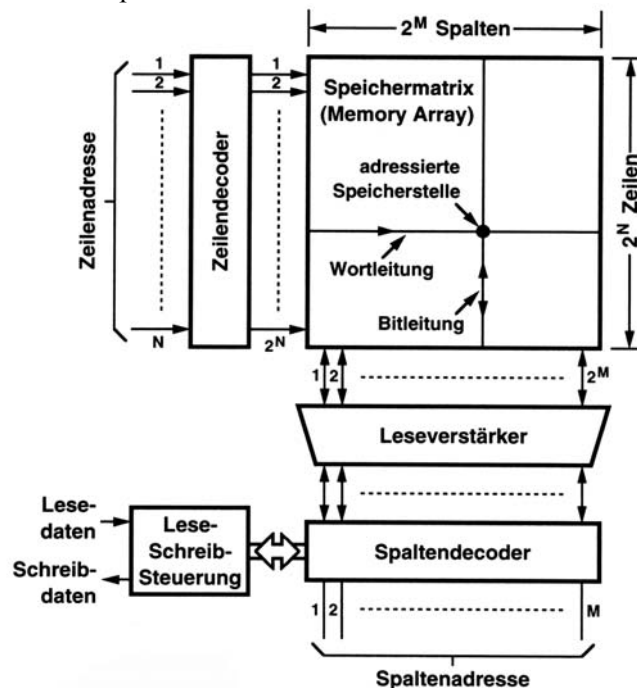 2^M Spalten
1
2
N
Zeilenadresse
Zeilendecoder
1
2
2^N
Speichermatrix
(Memory Array)
adressierte
Speicherstelle
Wortleitung
Bitleitung
2^N Zeilen
1 2 2^M
Leseverstärker
Lese-
daten
Schreib-
daten
Lese-
Schreib-
Steuerung
Spaltendecoder
1 2 M
Spaltenadresse